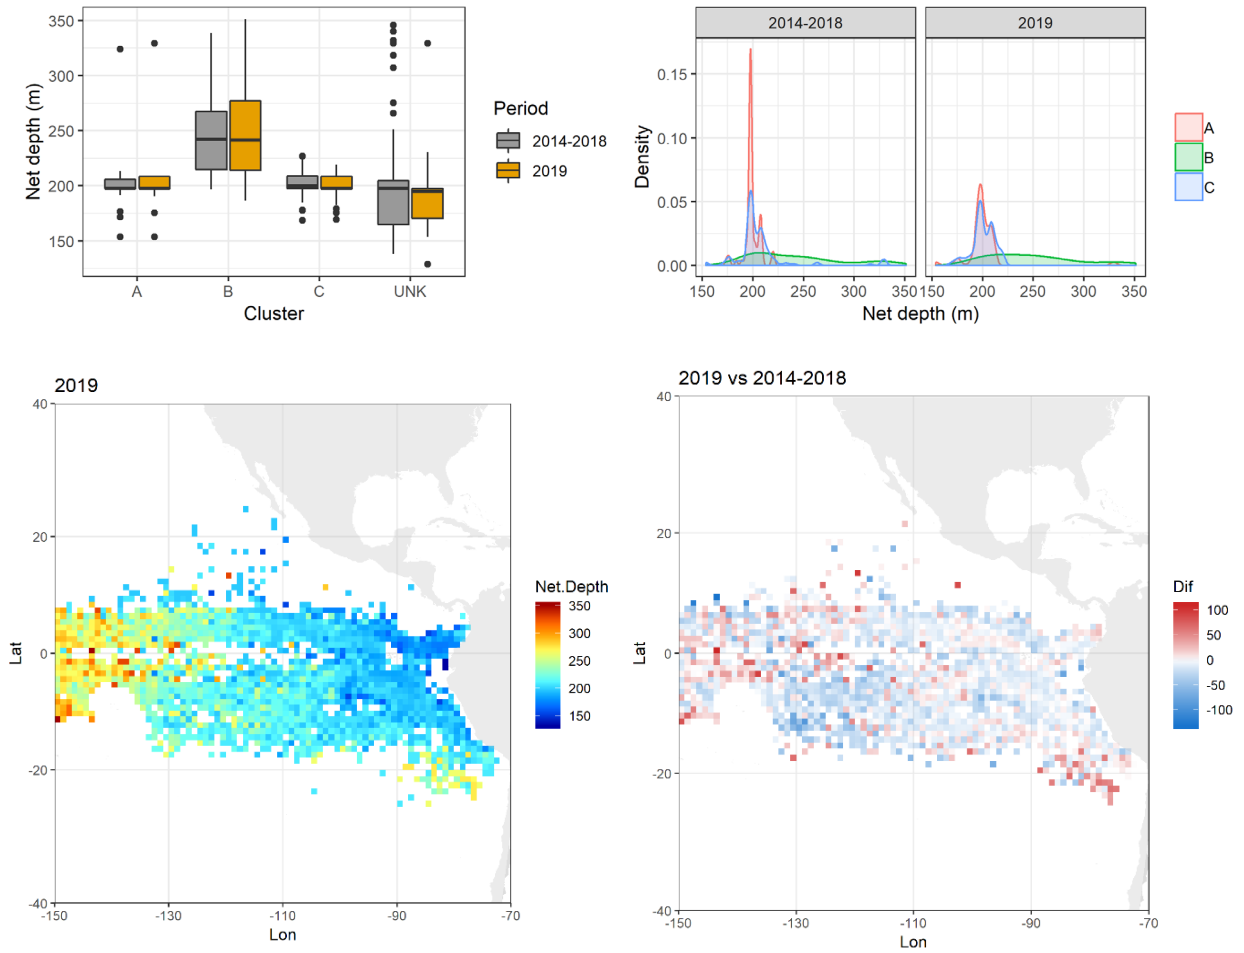 350
300
250
200
150
Net depth (m)
A
B
C
UNK
Cluster
Period
2014-2018
2019
2014-2018
2019
0.15
0.10
0.05
0.00
Density
150
200
250
300
350
150
200
250
300
350
Net depth (m)
A
B
C
2019
40
20
0
-20
-40
Lat
-150
-130
-110
-90
-70
Lon
Net.Depth
350
300
250
200
150
2019 vs 2014-2018
40
20
0
-20
-40
Lat
-150
-130
-110
-90
-70
Lon
Dif
100
50
0
-50
-100